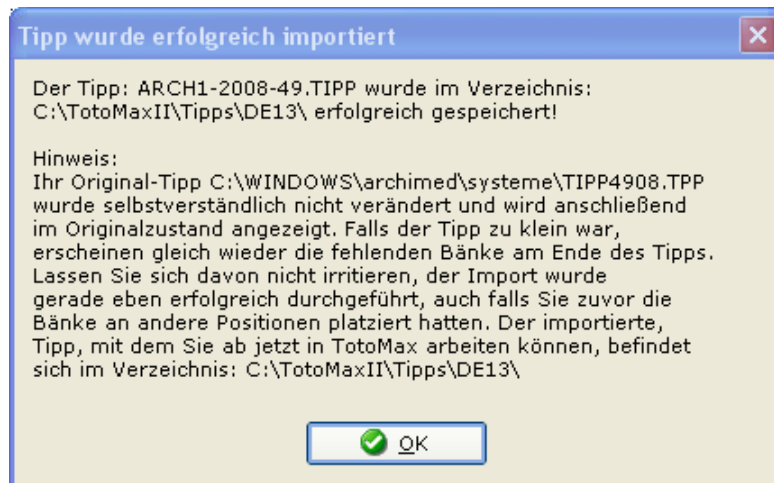 Tipp wurde erfolgreich importiert
Der Tipp: ARCH1-2008-49.TIPP wurde im Verzeichnis:
C:\TotoMaxII\Tipps\DE13\ erfolgreich gespeichert!
Hinweis:
Ihr Original-Tipp C:\WINDOWS\archimed\systeme\TIPP4908.TPP
wurde selbstverständlich nicht verändert und wird anschließend
im Originalzustand angezeigt. Falls der Tipp zu klein war,
erscheinen gleich wieder die fehlenden Bänke am Ende des Tipps.
Lassen Sie sich davon nicht irritieren, der Import wurde
gerade eben erfolgreich durchgeführt, auch falls Sie zuvor die
Bänke an andere Positionen platziert hatten. Der importierte,
Tipp, mit dem Sie ab jetzt in TotoMax arbeiten können, befindet
sich im Verzeichnis: C:\TotoMaxII\Tipps\DE13\
OK